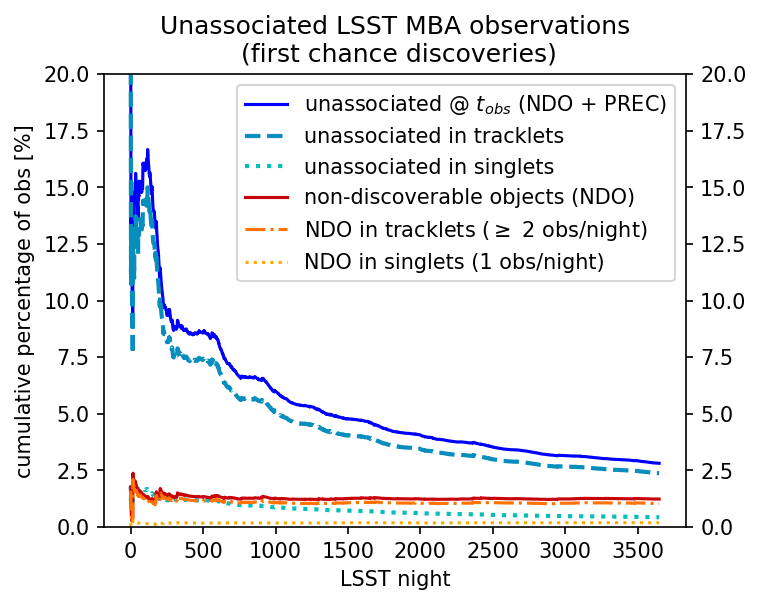 Unassociated LSST MBA observations
(first chance discoveries)
unassociated @ t_obs (NDO + PREC)
unassociated in tracklets
unassociated in singlets
non-discoverable objects (NDO)
NDO in tracklets (≥ 2 obs/night)
NDO in singlets (1 obs/night)
cumulative percentage of obs [%]
20.0
17.5
15.0
12.5
10.0
7.5
5.0
2.5
0.0
20.0
17.5
15.0
12.5
10.0
7.5
5.0
2.5
0.0
0 500 1000 1500 2000 2500 3000 3500
LSST night